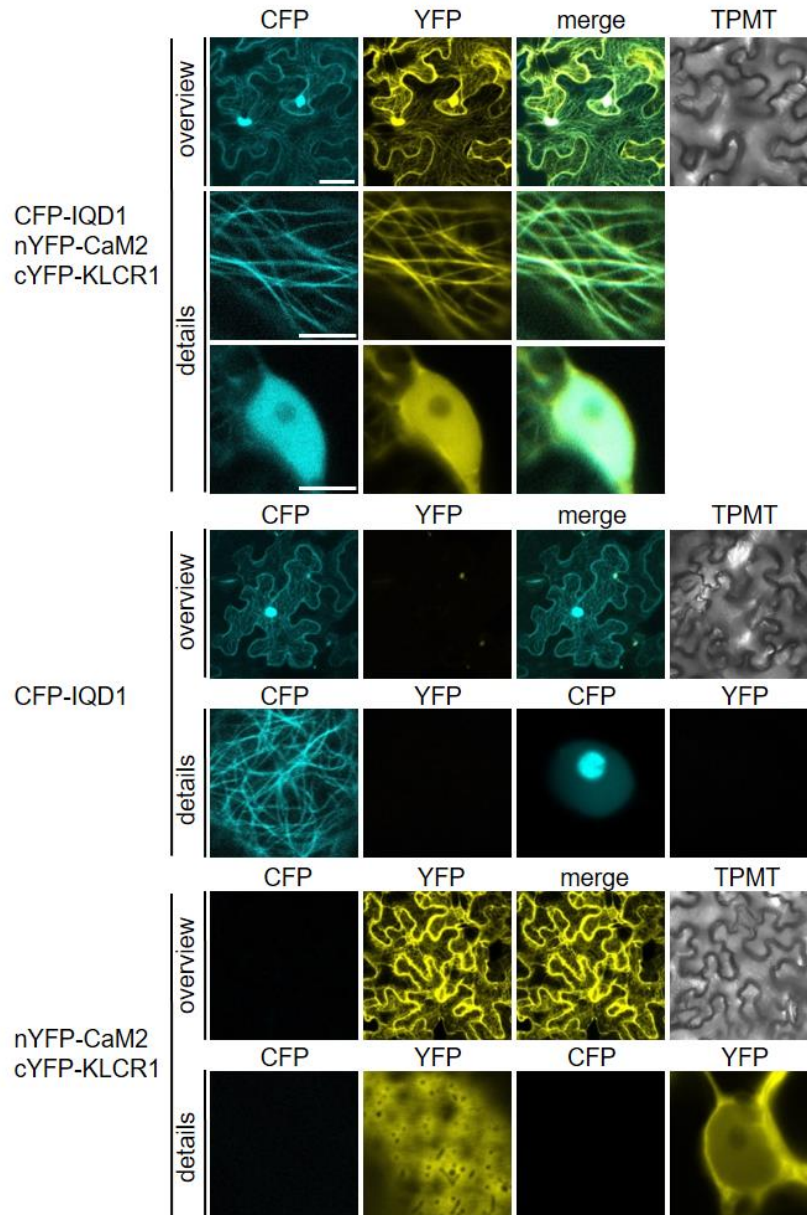 CFP YFP merge TPMT
overview
CFP-IQD1
nYFP-CaM2
cYFP-KLCR1
details
CFP YFP merge TPMT
overview
CFP-IQD1
CFP YFP CFP YFP
details
CFP YFP merge TPMT
overview
nYFP-CaM2
cYFP-KLCR1
CFP YFP CFP YFP
details